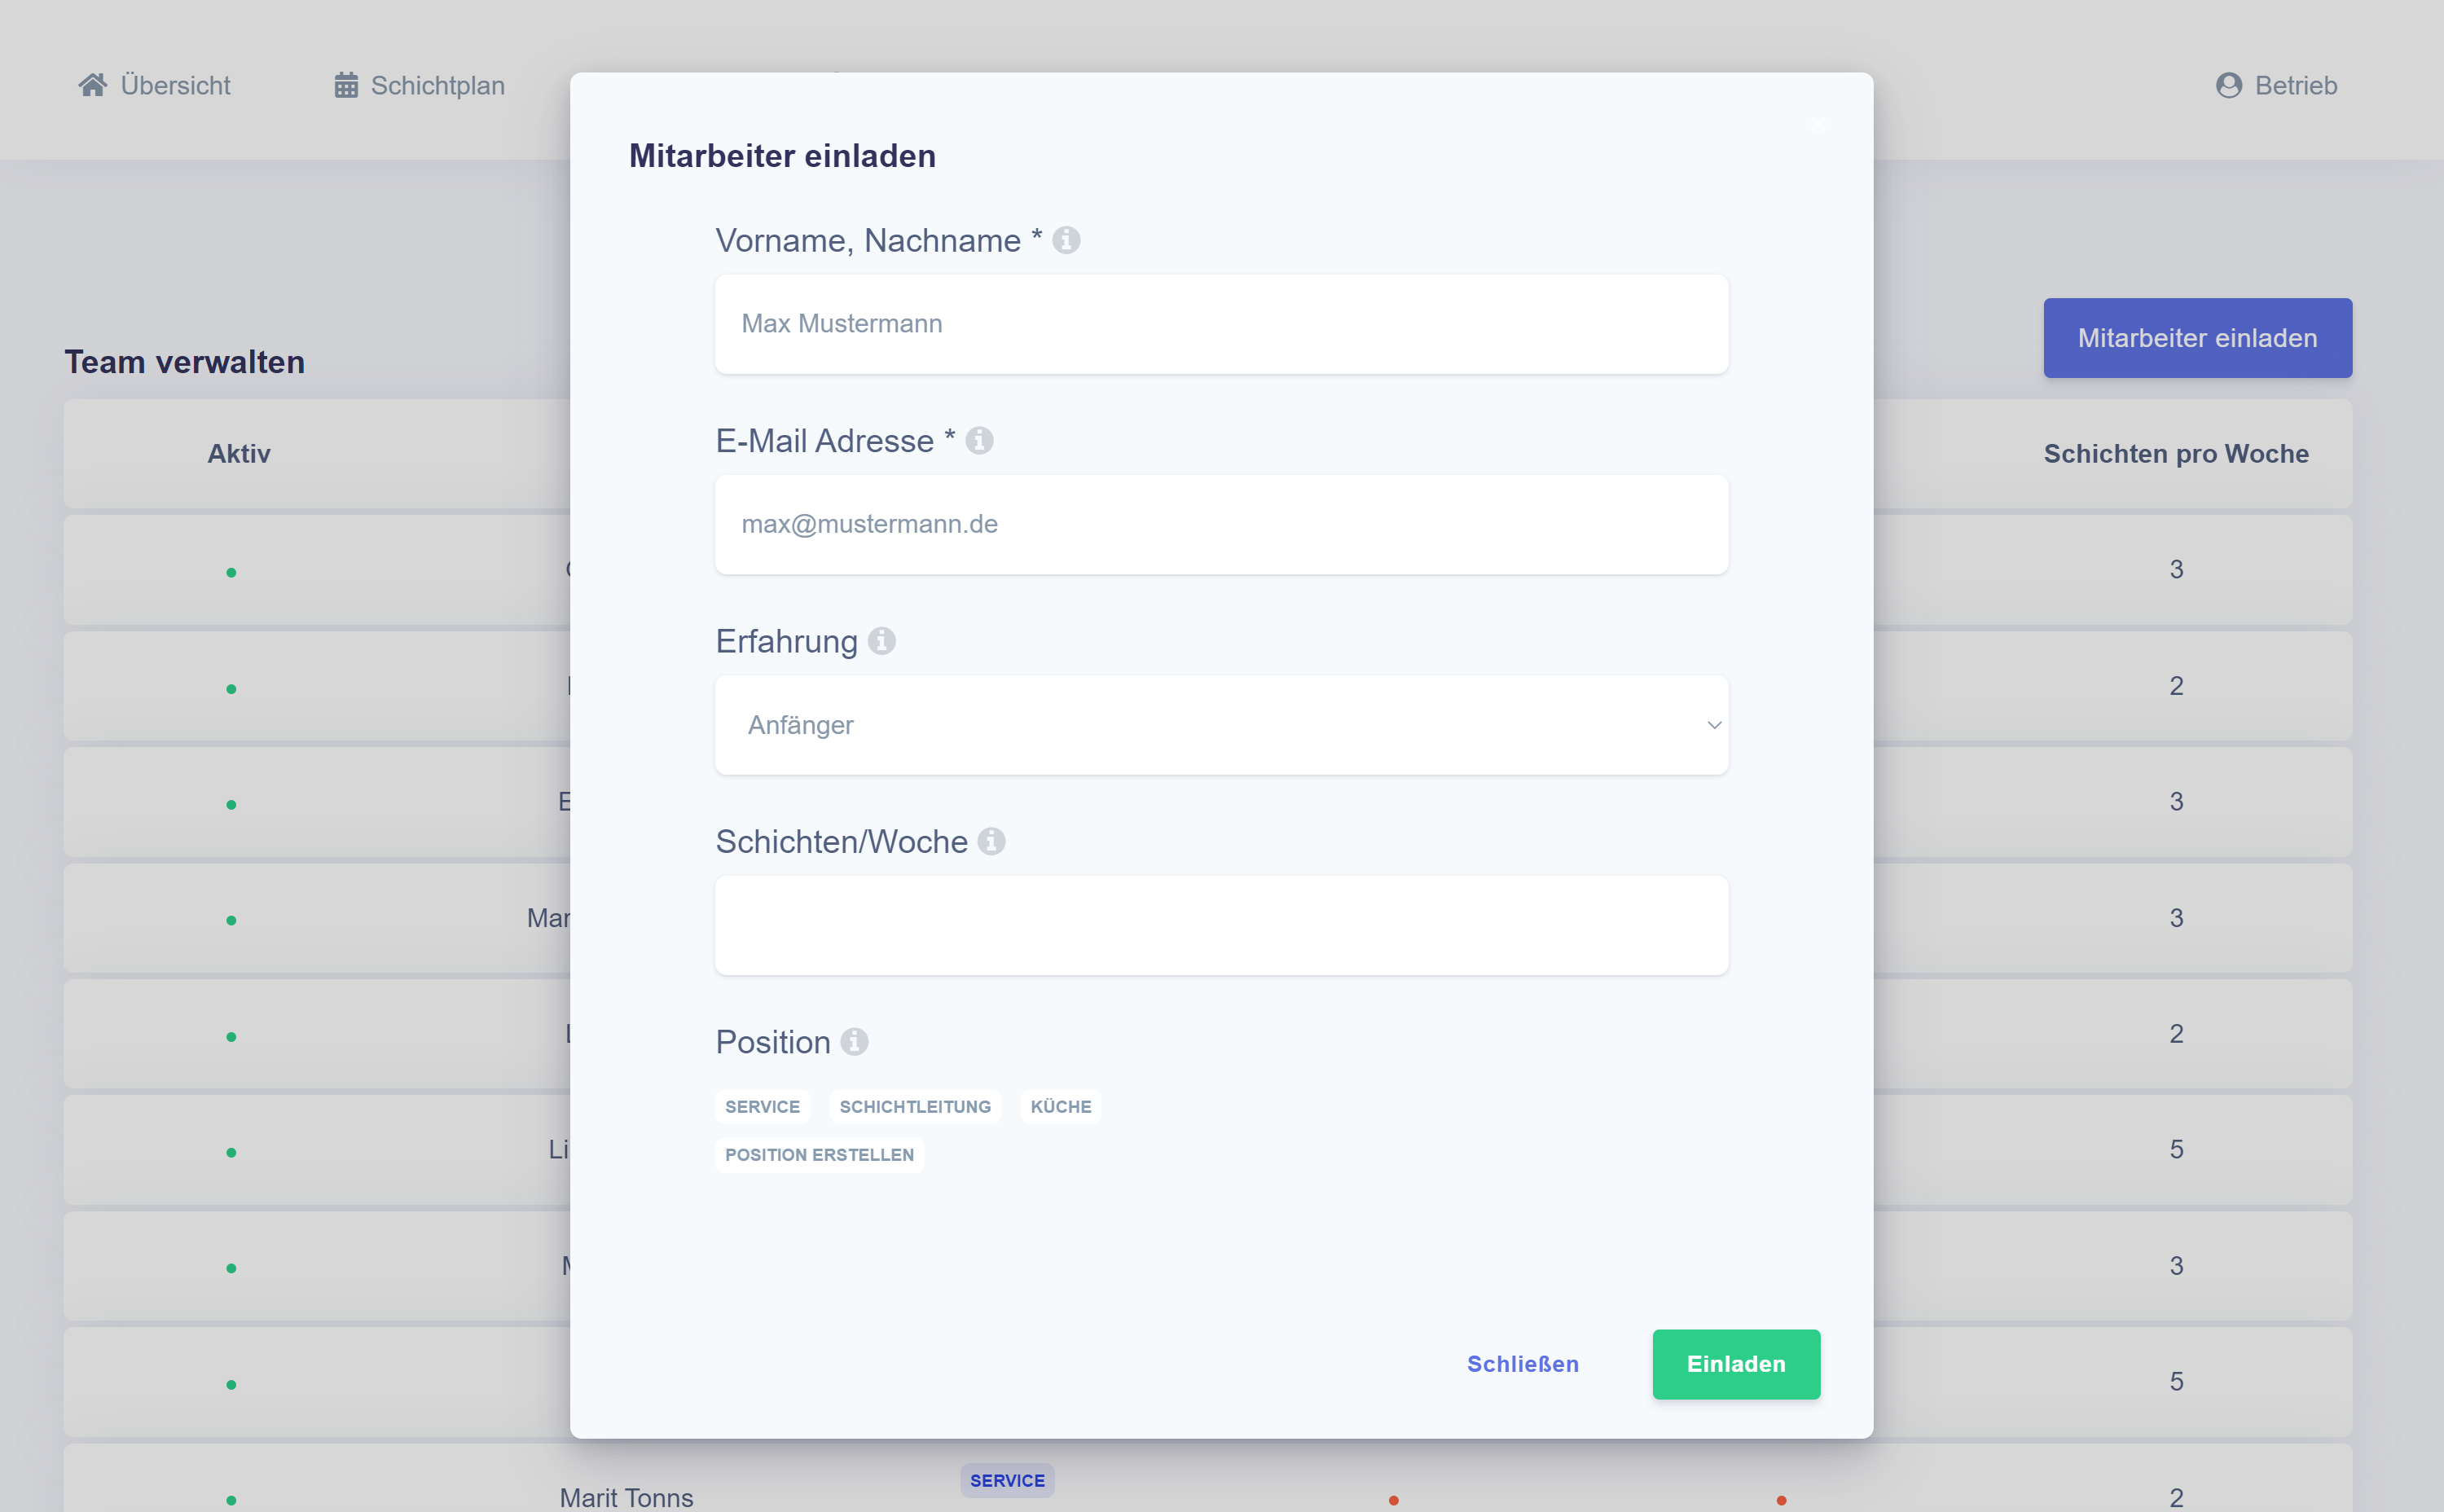 Übersicht
Schichtplan
Betrieb
Mitarbeiter einladen
Vorname, Nachname *
Max Mustermann
E-Mail Adresse *
max@mustermann.de
Erfahrung
Anfänger
Schichten/Woche
Position
SERVICE SCHICHTLEITUNG KÜCHE
POSITION ERSTELLEN
Schließen Einladen
Team verwalten
Mitarbeiter einladen
Aktiv Schichten pro Woche
3
2
3
3
2
5
3
5
Marit Tonns SERVICE 2